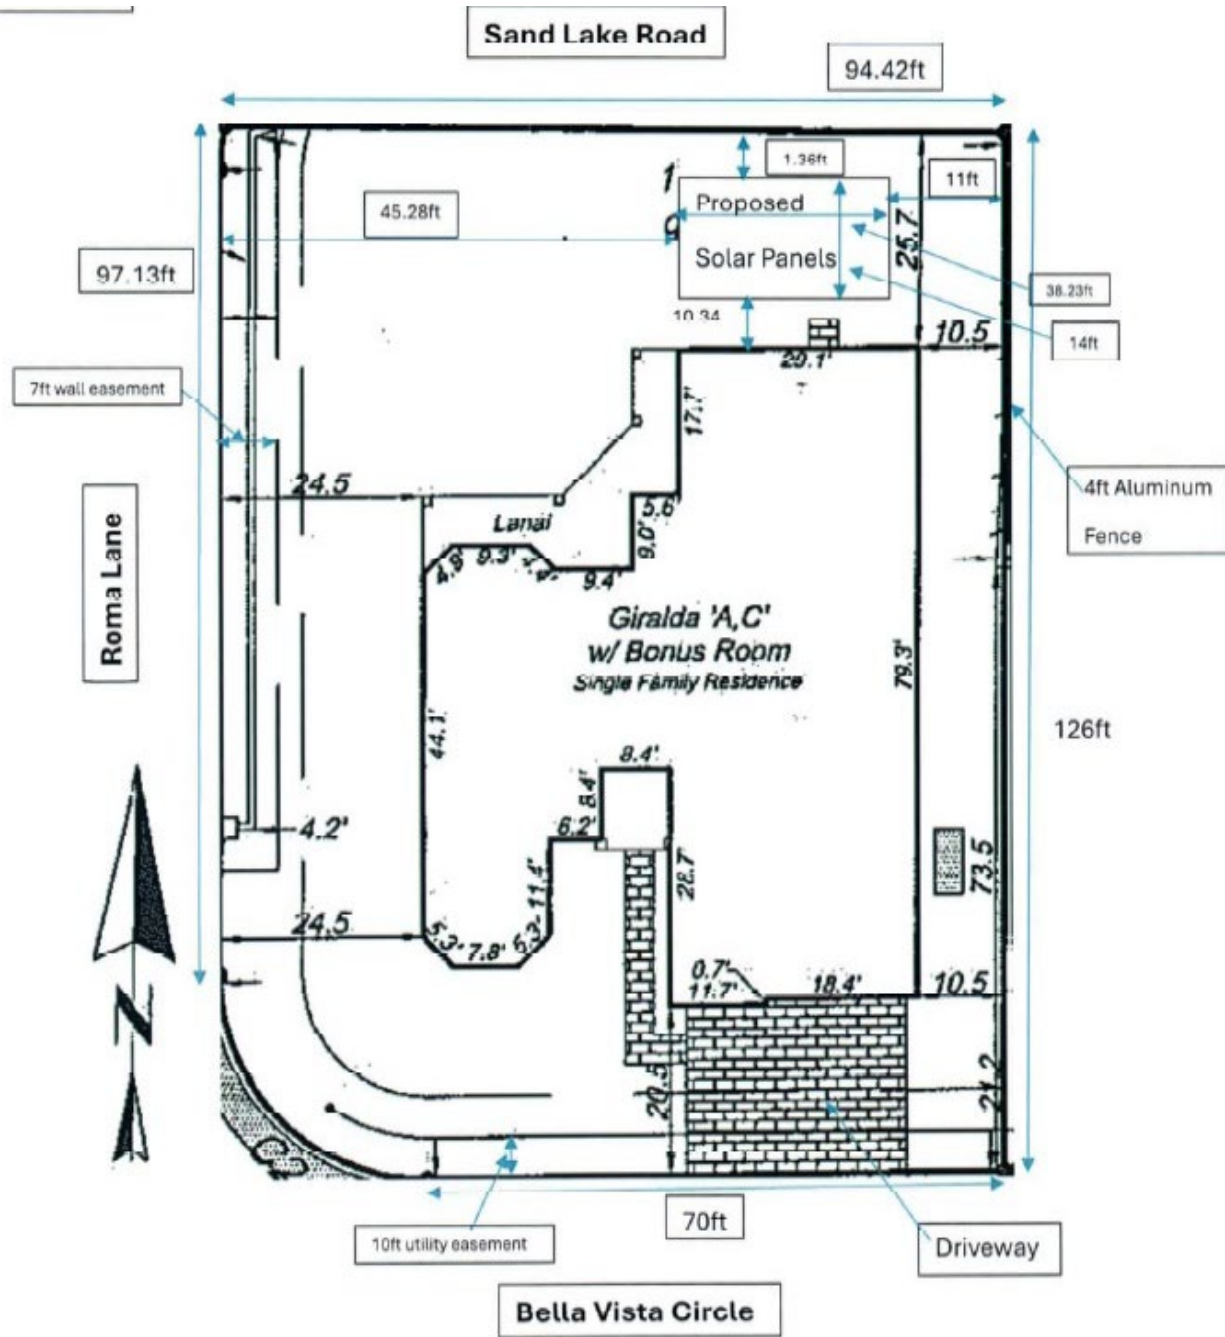 Sand Lake Road
94.42ft
1.36ft
11ft
45.28ft
Proposed
Solar Panels
25.7
97.13ft
38.23ft
10.34
10.5
14ft
29.1'
7ft wall easement
17.7'
24.5
5.6'
4ft Aluminum
Fence
Lanai
9.0'
4.9'
9.3'
9.4'
Roma Lane
Giralda 'A,C'
w/ Bonus Room
Single Family Residence
79.3'
44.1'
126ft
8.4'
8.4'
6.2'
4.2'
73.5
28.7'
11.4'
24.5
5.3'
7.8'
5.3'
0.7'
11.7'
18.4'
10.5
N
20.5
21.2
70ft
10ft utility easement
Driveway
Bella Vista Circle